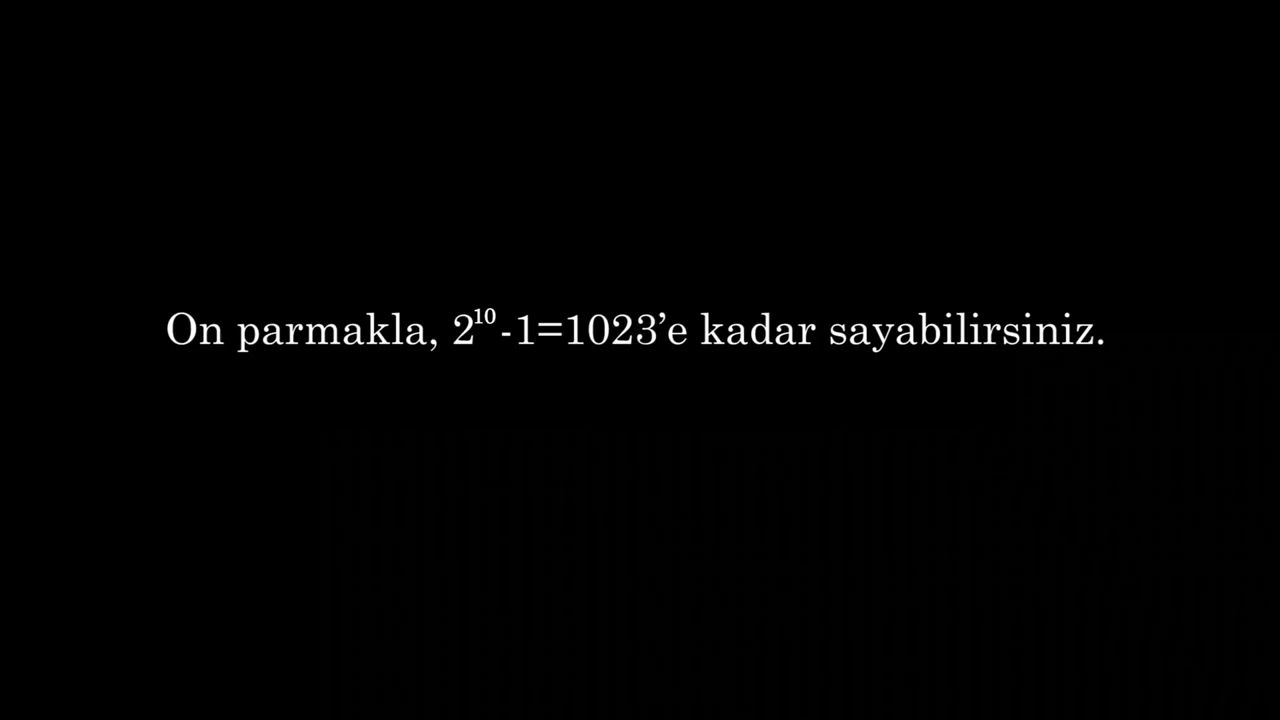 On parmakla, 2¹⁰-1=1023’e kadar sayabilirsiniz.